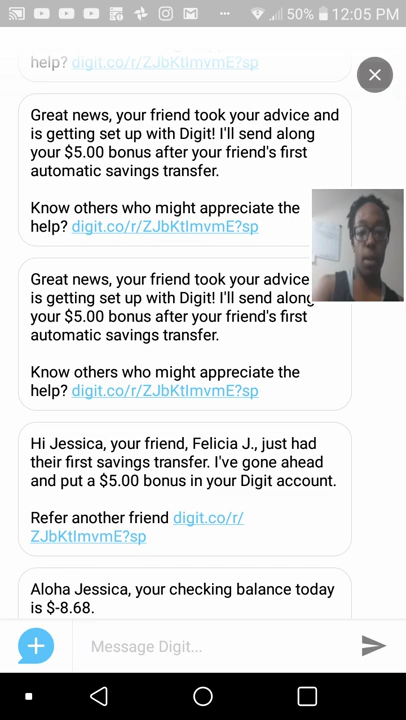 50% 12:05 PM
help? digit.co/r/ZJbKtImvmE?sp
Great news, your friend took your advice and
is getting set up with Digit! I'll send along
your $5.00 bonus after your friend's first
automatic savings transfer.
Know others who might appreciate the
help? digit.co/r/ZJbKtImvmE?sp
Great news, your friend took your advice
is getting set up with Digit! I'll send along
your $5.00 bonus after your friend's first
automatic savings transfer.
Know others who might appreciate the
help? digit.co/r/ZJbKtImvmE?sp
Hi Jessica, your friend, Felicia J., just had
their first savings transfer. I've gone ahead
and put a $5.00 bonus in your Digit account.
Refer another friend digit.co/r/
ZJbKtImvmE?sp
Aloha Jessica, your checking balance today
is $-8.68.
Message Digit...